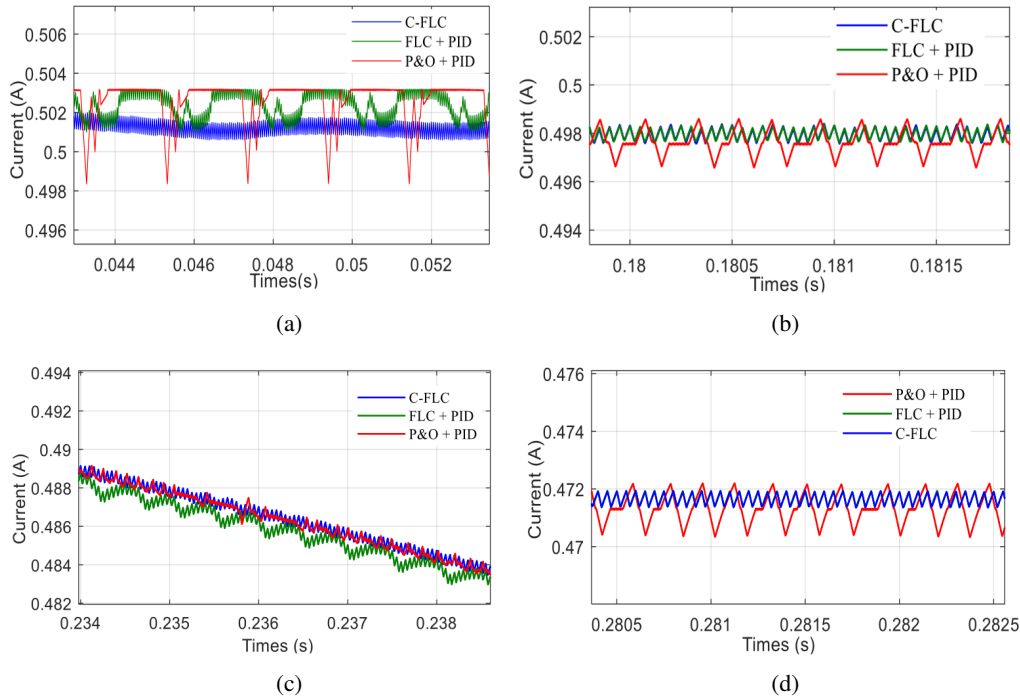 0.506
0.504
0.502
0.5
0.498
0.496
Current (A)
C-FLC
FLC + PID
P&O + PID
0.044
0.046
0.048
0.05
0.052
Times(s)
(a)
0.502
0.5
0.498
0.496
0.494
Current (A)
C-FLC
FLC + PID
P&O + PID
0.18
0.1805
0.181
0.1815
Times (s)
(b)
0.494
0.492
0.49
0.488
0.486
0.484
0.482
Current (A)
C-FLC
FLC + PID
P&O + PID
0.234
0.235
0.236
0.237
0.238
Times (s)
(c)
0.476
0.474
0.472
0.47
Current (A)
P&O + PID
FLC + PID
C-FLC
0.2805
0.281
0.2815
0.282
0.2825
Times (s)
(d)